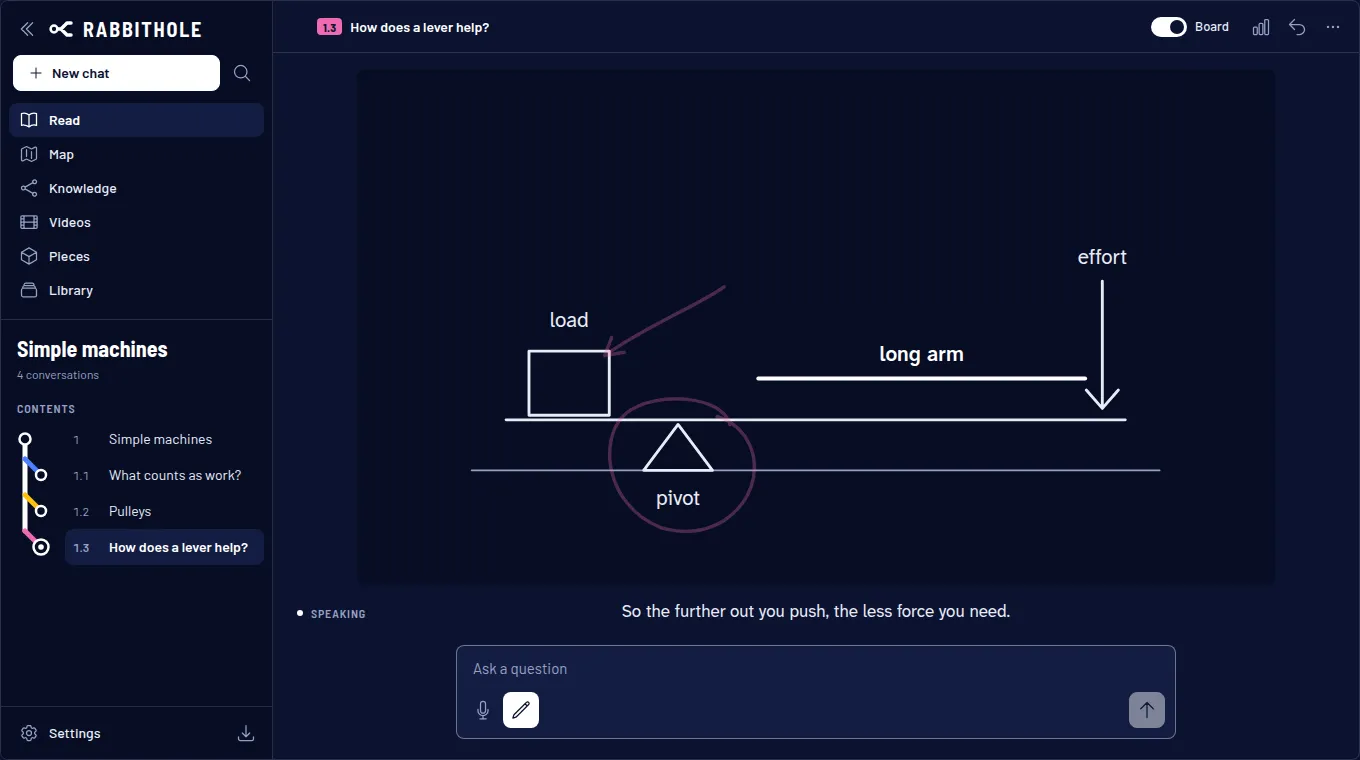 RABBITHOLE
New chat
Read
Map
Knowledge
Videos
Pieces
Library
Simple machines
4 conversations
CONTENTS
1 Simple machines
1.1 What counts as work?
1.2 Pulleys
1.3 How does a lever help?
Settings
1.3 How does a lever help?
Board
effort
load
long arm
pivot
SPEAKING
So the further out you push, the less force you need.
Ask a question